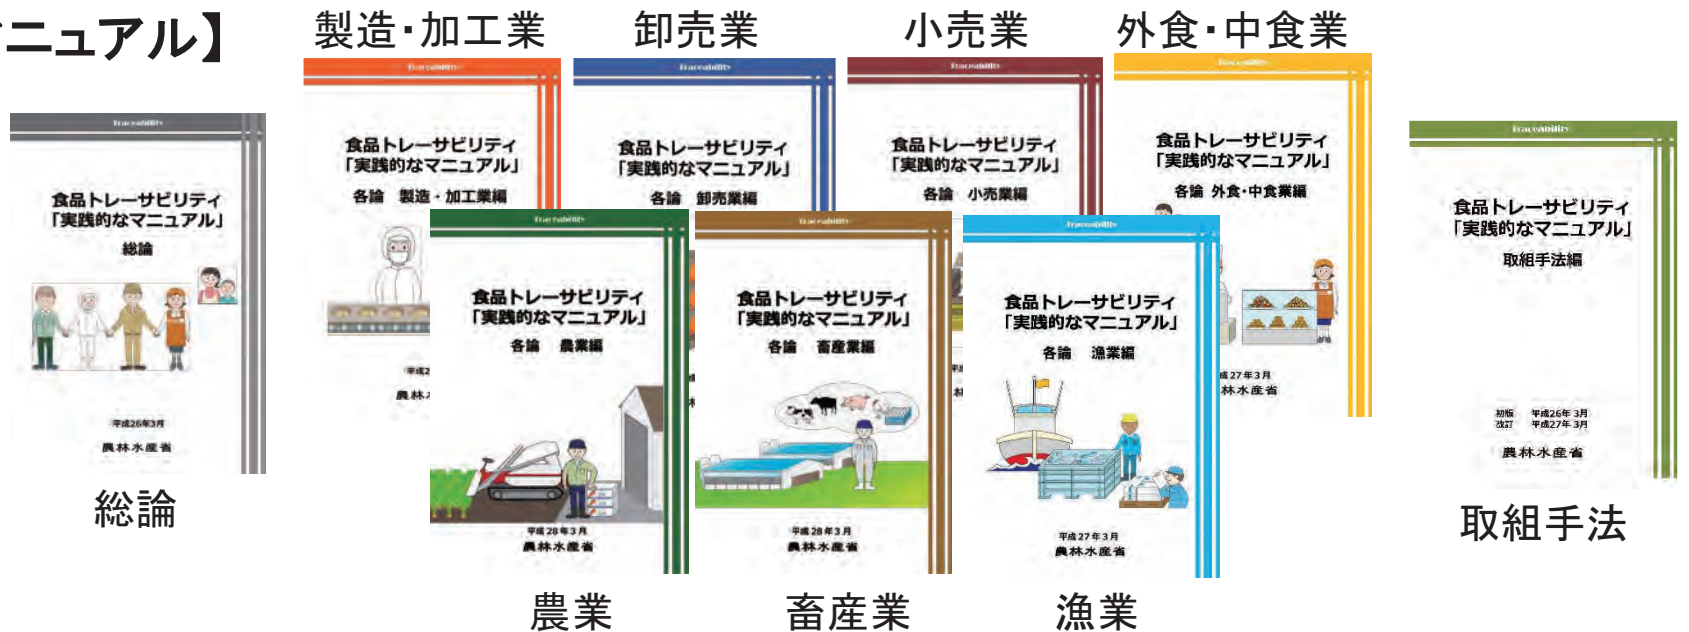 ニュアル】
製造・加工業
卸売業
小売業
外食・中食業
Traceability
食品トレーサビリティ
「実践的なマニュアル」
総論
平成26年3月
農林水産省
総論
Traceability
食品トレーサビリティ
「実践的なマニュアル」
各論 製造・加工業編
平成2
農林
Traceability
食品トレーサビリティ
「実践的なマニュアル」
各論 卸売業編
Traceability
食品トレーサビリティ
「実践的なマニュアル」
各論 小売業編
Traceability
食品トレーサビリティ
「実践的なマニュアル」
各論 外食・中食業編
成27年3月
林水産省
Traceability
食品トレーサビリティ
「実践的なマニュアル」
各論 農業編
平成28年3月
農林水産省
農業
Traceability
食品トレーサビリティ
「実践的なマニュアル」
各論 畜産業編
平成28年3月
農林水産省
畜産業
Traceability
食品トレーサビリティ
「実践的なマニュアル」
各論 漁業編
平成27年3月
農林水産省
漁業
Traceability
食品トレーサビリティ
「実践的なマニュアル」
取組手法編
初版 平成26年3月
改訂 平成27年3月
農林水産省
取組手法